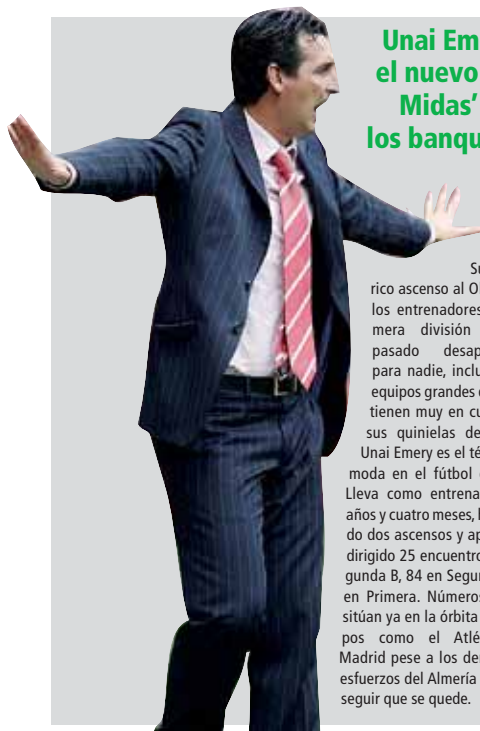 Unai Em
el nuevo
Midas'
los banqu
Su
rico ascenso al O
los entrenadores
mera división
pasado desap
para nadie, inclu
equipos grandes
tienen muy en cu
sus quinielas de
Unai Emery es el té
moda en el fútbol
Lleva como entrena
años y cuatro meses,
do dos ascensos y ap
dirigido 25 encuentro
gunda B, 84 en Segun
en Primera. Números
sitúan ya en la órbita
pos como el Atlé
Madrid pese a los de
esfuerzos del Almería
seguir que se quede.